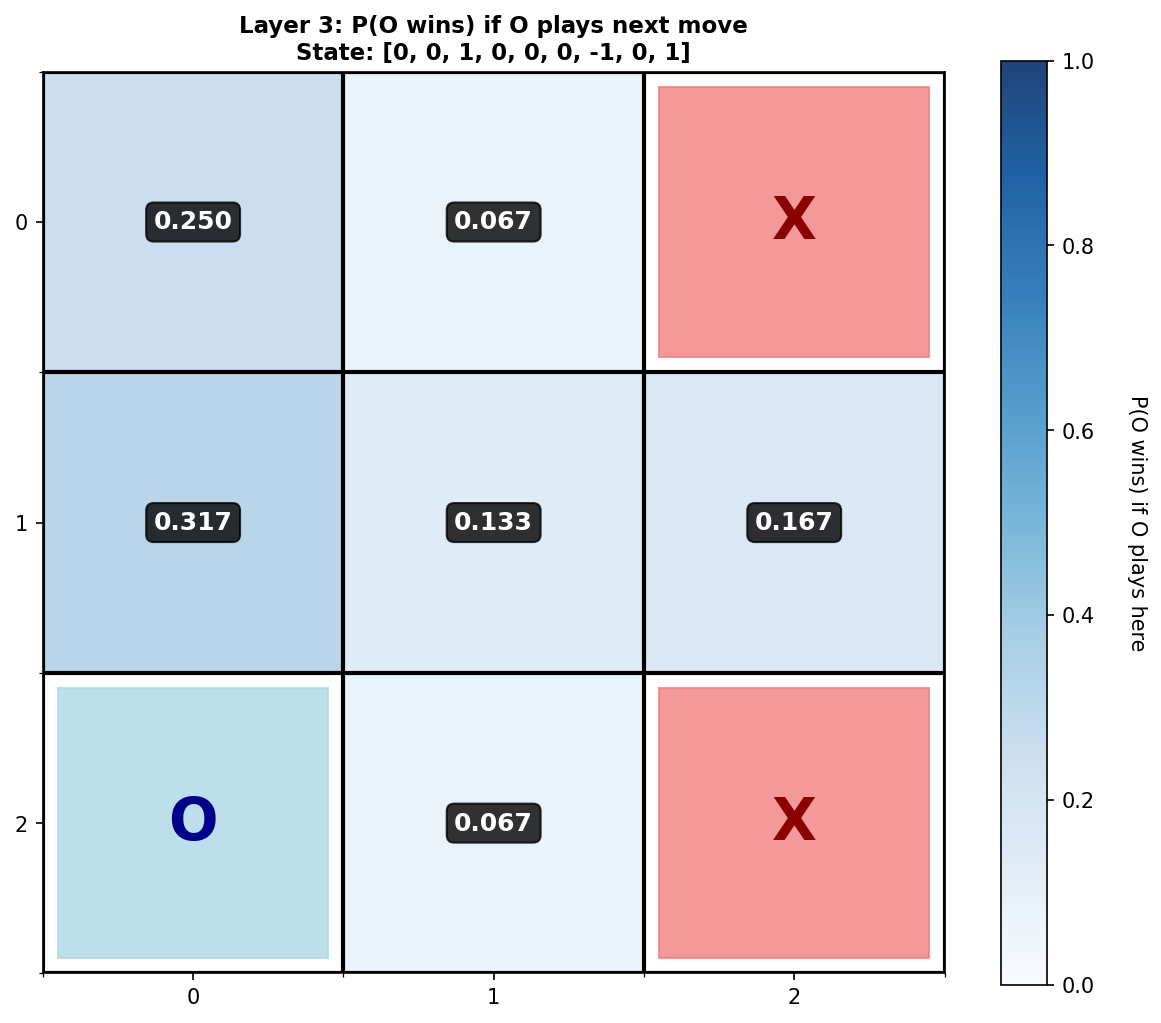 Layer 3: P(O wins) if O plays next move
State: [0, 0, 1, 0, 0, 0, -1, 0, 1]
0 0.250 0.067 X
1 0.317 0.133 0.167
2 O 0.067 X
0 1 2
1.0
0.8
0.6
0.4
0.2
0.0
P(O wins) if O plays here